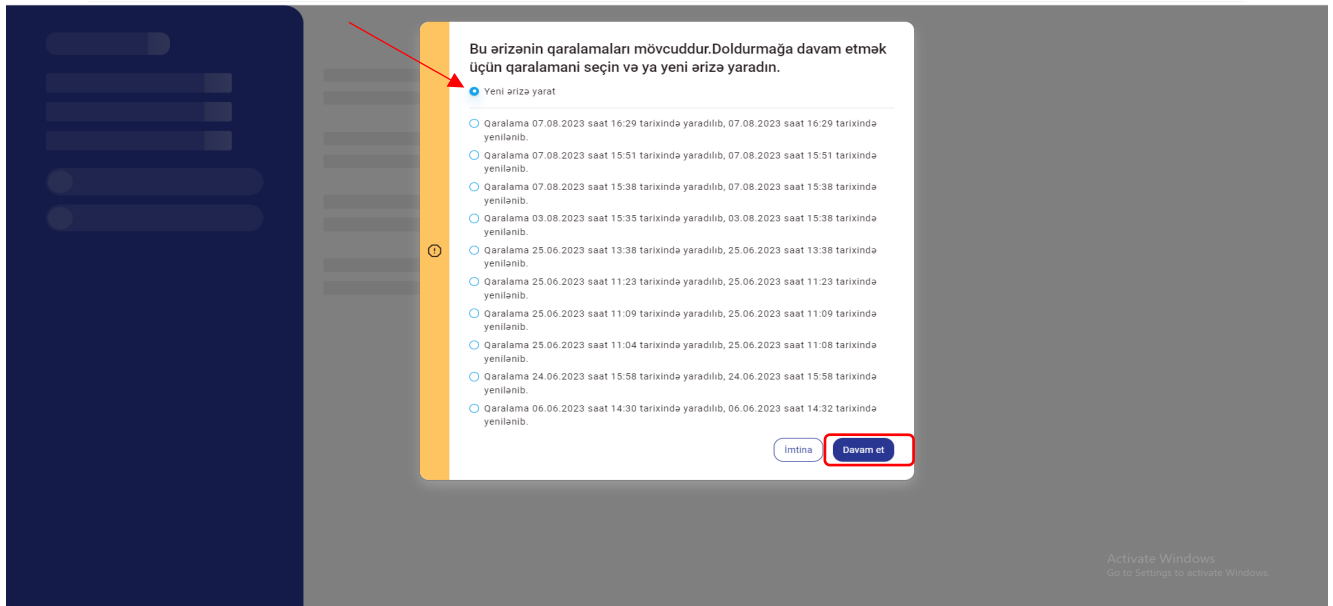 Bu ərizənin qaralamaları mövcuddur.Doldurmağa davam etmək
üçün qaralamani seçin və ya yeni ərizə yaradın.
Yeni ərizə yarat
Qaralama 07.08.2023 saat 16:29 tarixində yaradılıb, 07.08.2023 saat 16:29 tarixində
yenilənib.
Qaralama 07.08.2023 saat 15:51 tarixində yaradılıb, 07.08.2023 saat 15:51 tarixində
yenilənib.
Qaralama 07.08.2023 saat 15:38 tarixində yaradılıb, 07.08.2023 saat 15:38 tarixində
yenilənib.
Qaralama 03.08.2023 saat 15:35 tarixində yaradılıb, 03.08.2023 saat 15:38 tarixində
yenilənib.
Qaralama 25.06.2023 saat 13:38 tarixində yaradılıb, 25.06.2023 saat 13:38 tarixində
yenilənib.
Qaralama 25.06.2023 saat 11:23 tarixində yaradılıb, 25.06.2023 saat 11:23 tarixində
yenilənib.
Qaralama 25.06.2023 saat 11:09 tarixində yaradılıb, 25.06.2023 saat 11:09 tarixində
yenilənib.
Qaralama 25.06.2023 saat 11:04 tarixində yaradılıb, 25.06.2023 saat 11:08 tarixində
yenilənib.
Qaralama 24.06.2023 saat 15:58 tarixində yaradılıb, 24.06.2023 saat 15:58 tarixində
yenilənib.
Qaralama 06.06.2023 saat 14:30 tarixində yaradılıb, 06.06.2023 saat 14:32 tarixində
yenilənib.
İmtina
Davam et
Activate Windows
Go to Settings to activate Windows.